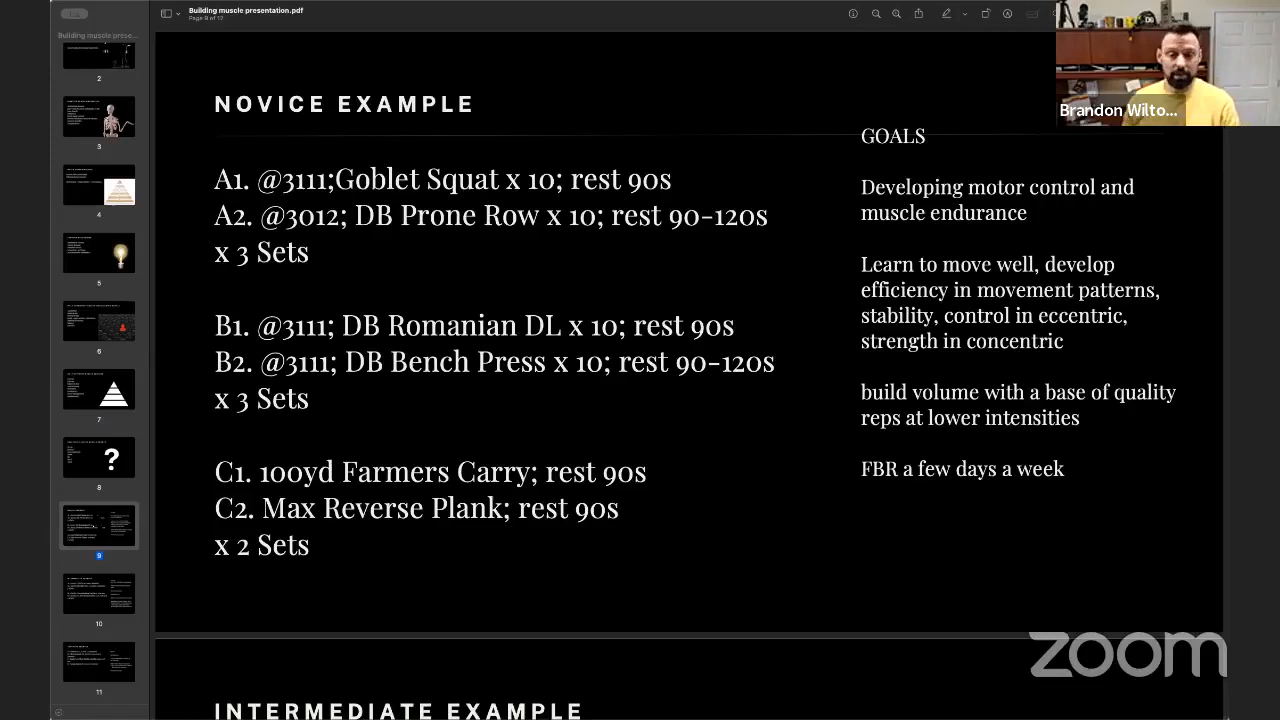 Building muscle presentation.pdf
Page 9 of 12
Building muscle prese...
2
3
4
5
6
7
8
9
10
11
NOVICE EXAMPLE
A1. @3111;Goblet Squat x 10; rest 90s
A2. @3012; DB Prone Row x 10; rest 90-120s
x 3 Sets
B1. @3111; DB Romanian DL x 10; rest 90s
B2. @3111; DB Bench Press x 10; rest 90-120s
x 3 Sets
C1. 100yd Farmers Carry; rest 90s
C2. Max Reverse Plank; rest 90s
x 2 Sets
GOALS
Developing motor control and
muscle endurance
Learn to move well, develop
efficiency in movement patterns,
stability, control in eccentric,
strength in concentric
build volume with a base of quality
reps at lower intensities
FBR a few days a week
Brandon Wilto...
zoom
INTERMEDIATE EXAMPLE